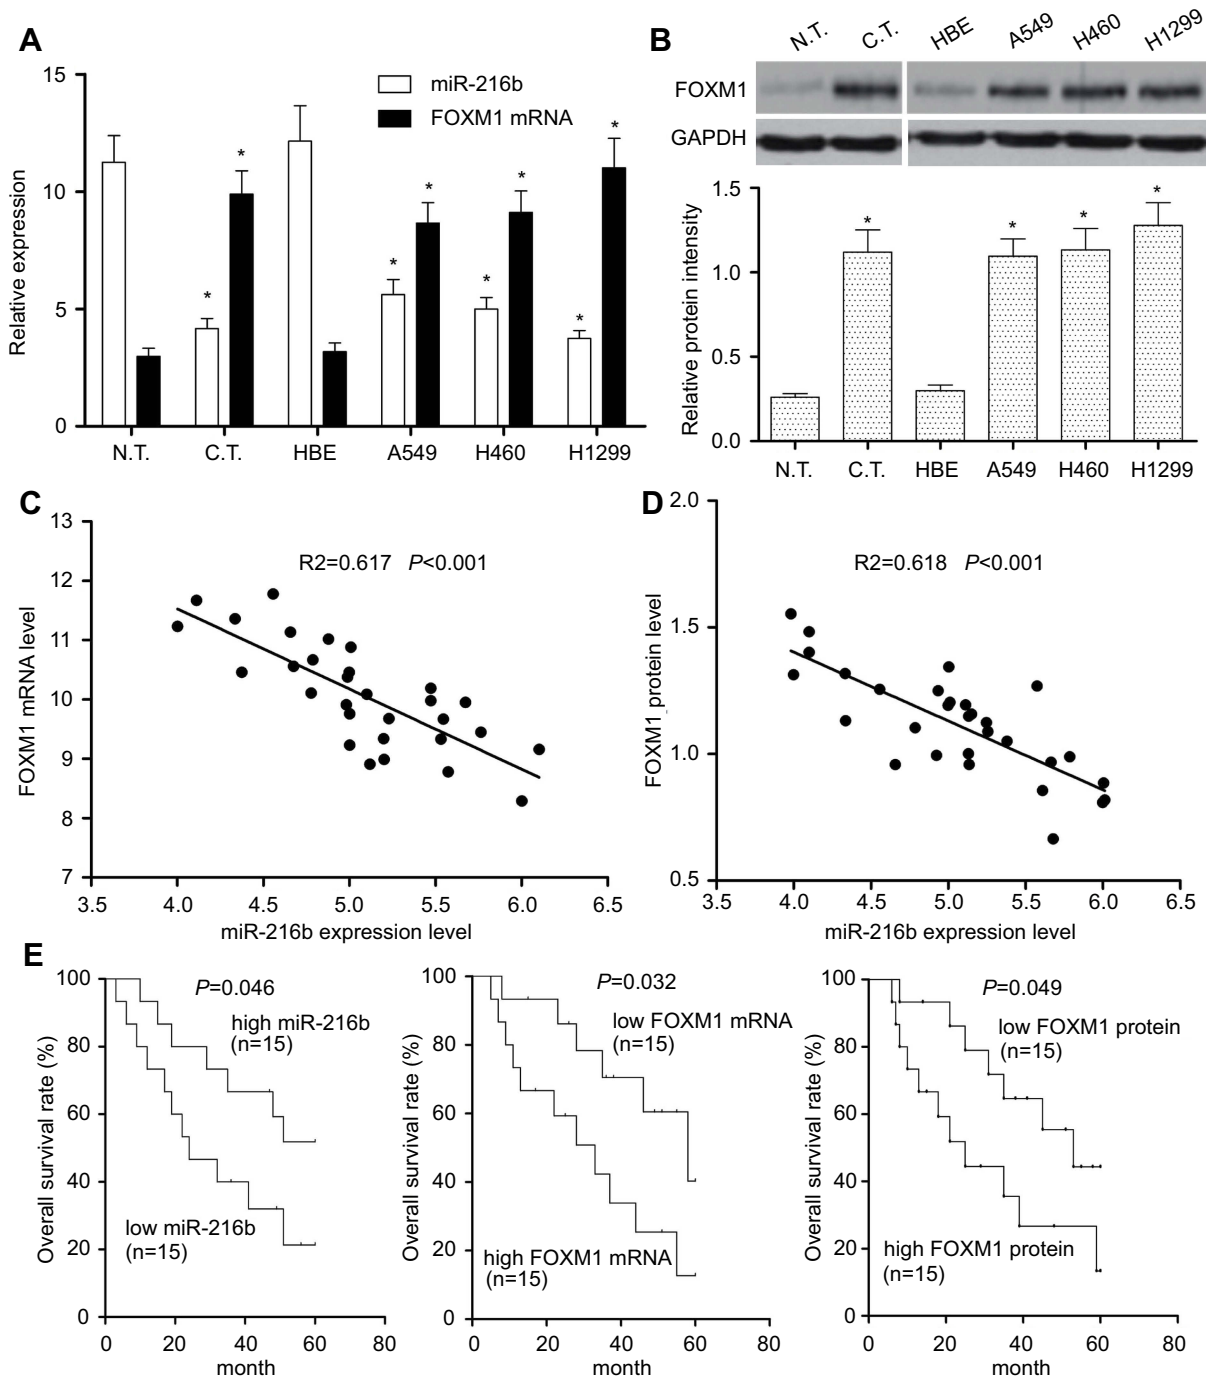 A
15
10
5
0
Relative expression
miR-216b
FOXM1 mRNA
*
*
*
*
*
*
*
*
N.T. C.T. HBE A549 H460 H1299
B
N.T. C.T. HBE A549 H460 H1299
FOXM1
GAPDH
1.5
1.0
0.5
0.0
Relative protein intensity
*
*
*
*
N.T. C.T. HBE A549 H460 H1299
C
13
12
11
10
9
8
7
FOXM1 mRNA level
R2=0.617 P<0.001
3.5 4.0 4.5 5.0 5.5 6.0 6.5
miR-216b expression level
D
2.0
1.5
1.0
0.5
FOXM1 protein level
R2=0.618 P<0.001
3.5 4.0 4.5 5.0 5.5 6.0 6.5
miR-216b expression level
E
100
80
60
40
20
0
Overall survival rate (%)
P=0.046
high miR-216b
(n=15)
low miR-216b
(n=15)
0 20 40 60 80
month
100
80
60
40
20
0
Overall survival rate (%)
P=0.032
low FOXM1 mRNA
(n=15)
high FOXM1 mRNA
(n=15)
0 20 40 60 80
month
100
80
60
40
20
0
Overall survival rate (%)
P=0.049
low FOXM1 protein
(n=15)
high FOXM1 protein
(n=15)
0 20 40 60 80
month